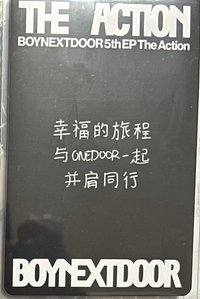 THE ACTION
BOYNEXTDOOR 5th EP The Action
幸福的旅程
与ONEDOOR一起
并肩同行
BOYNEXTDOOR